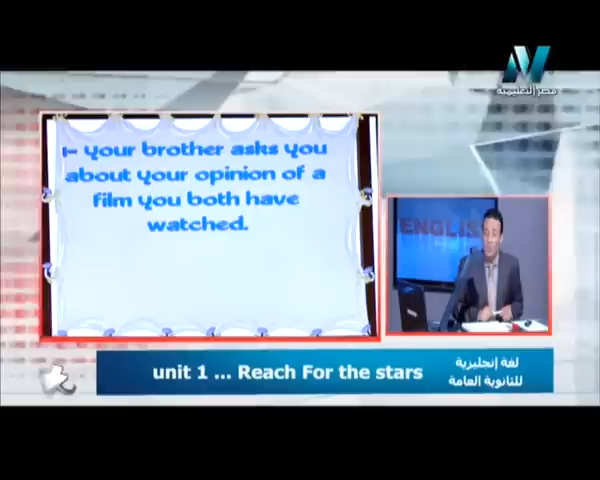 مصر التعليمية
1- your brother asks you
about your opinion of a
film you both have
watched.
ENGLIS
unit 1 ... Reach For the stars
لغة إنجليزية
للثانوية العامة